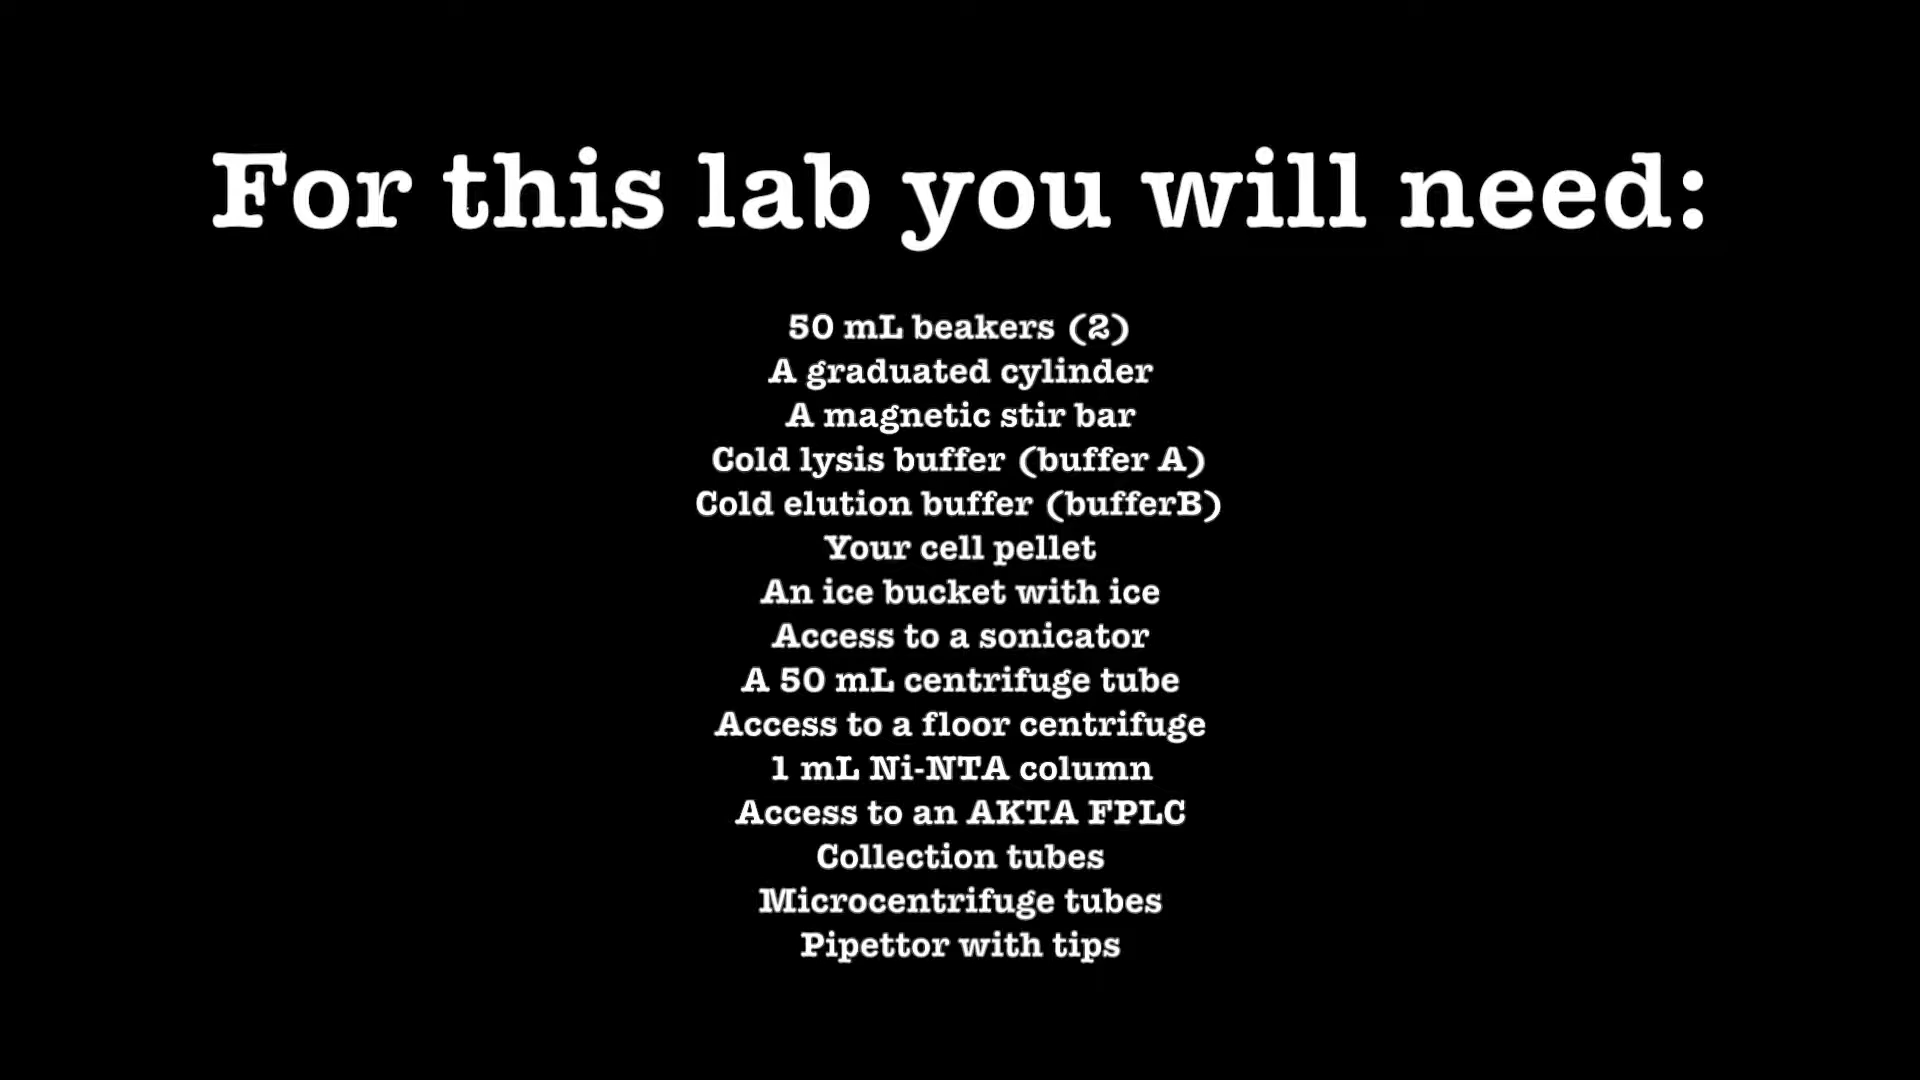 For this lab you will need:
50 mL beakers (2)
A graduated cylinder
A magnetic stir bar
Cold lysis buffer (buffer A)
Cold elution buffer (bufferB)
Your cell pellet
An ice bucket with ice
Access to a sonicator
A 50 mL centrifuge tube
Access to a floor centrifuge
1 mL Ni-NTA column
Access to an AKTA FPLC
Collection tubes
Microcentrifuge tubes
Pipettor with tips